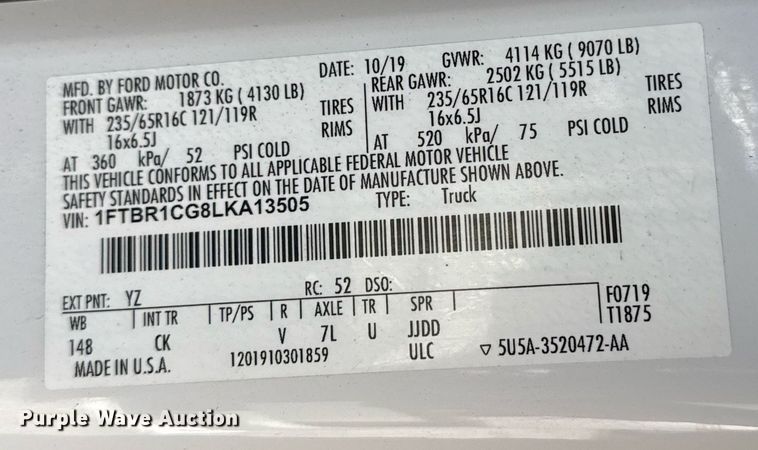 MFD. BY FORD MOTOR CO. DATE: 10/19 GVWR: 4114 KG ( 9070 LB)
FRONT GAWR: 1873 KG ( 4130 LB) REAR GAWR: 2502 KG ( 5515 LB)
WITH 235/65R16C 121/119R TIRES WITH 235/65R16C 121/119R TIRES
16x6.5J RIMS 16x6.5J RIMS
AT 360 kPa/ 52 PSI COLD AT 520 kPa/ 75 PSI COLD
THIS VEHICLE CONFORMS TO ALL APPLICABLE FEDERAL MOTOR VEHICLE
SAFETY STANDARDS IN EFFECT ON THE DATE OF MANUFACTURE SHOWN ABOVE.
VIN: 1FTBR1CG8LKA13505 TYPE: Truck
EXT PNT: YZ RC: 52 DSO:
WB INT TR TP/PS R AXLE TR SPR F0719
148 CK V 7L U JJDD T1875
MADE IN U.S.A. 1201910301859 ULC ▽ 5U5A-3520472-AA
Purple Wave Auction